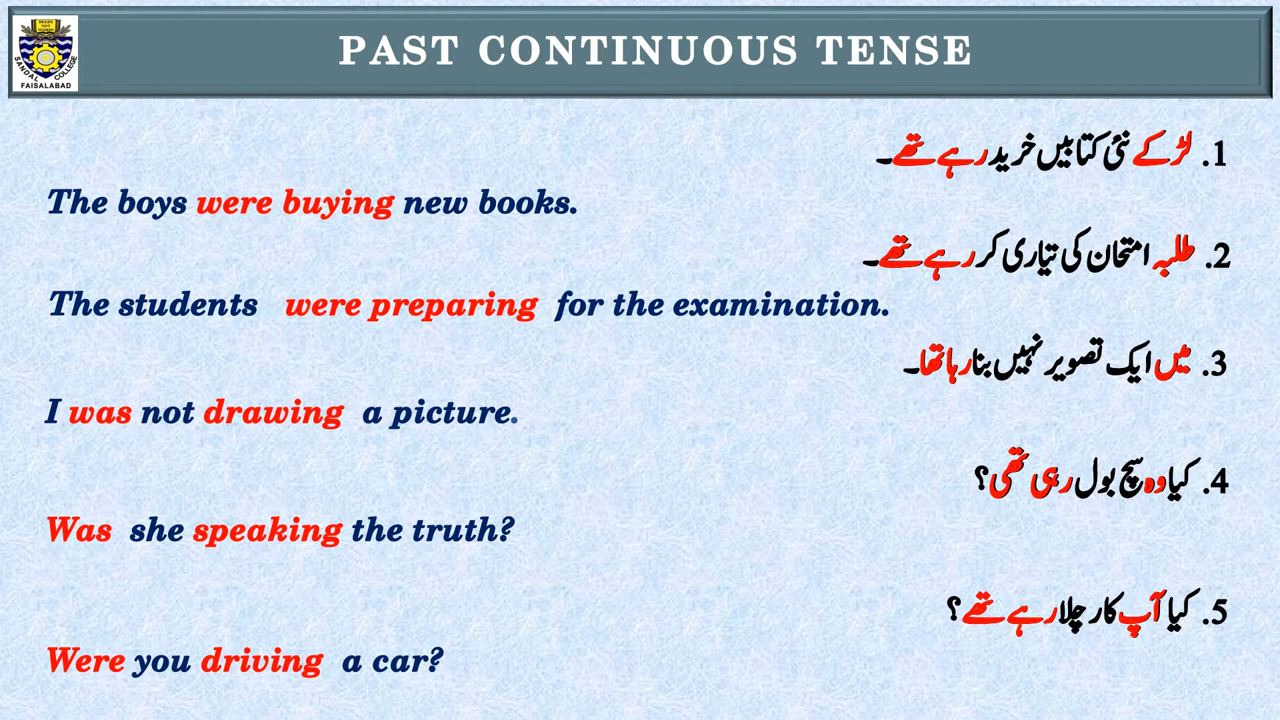 PAST CONTINUOUS TENSE
SANDAL COLLEGE
FAISALABAD
1. لڑکے نئی کتابیں خرید رہے تھے۔
The boys were buying new books.
2. طلبہ امتحان کی تیاری کر رہے تھے۔
The students were preparing for the examination.
3. میں ایک تصویر نہیں بنا رہا تھا۔
I was not drawing a picture.
4. کیا وہ سچ بول رہی تھی؟
Was she speaking the truth?
5. کیا آپ کار چلا رہے تھے؟
Were you driving a car?